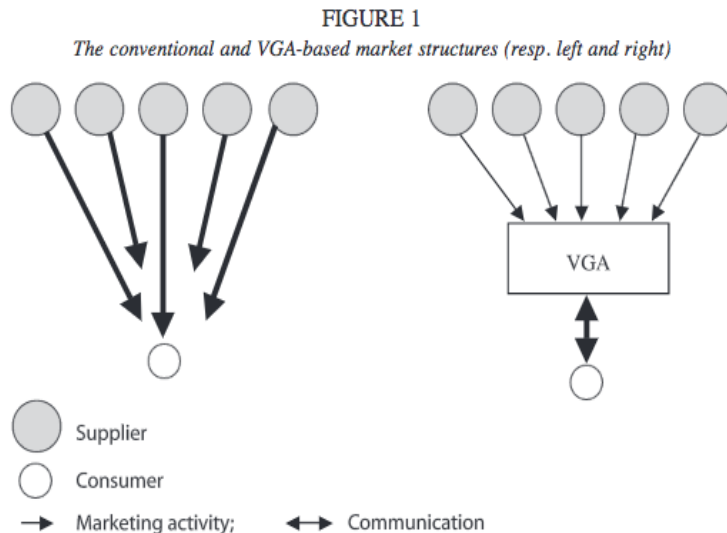 FIGURE 1
The conventional and VGA-based market structures (resp. left and right)
VGA
Supplier
Consumer
Marketing activity; Communication